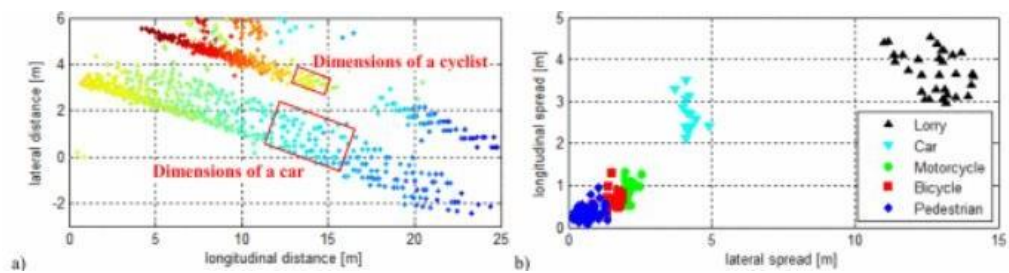 6
4
2
0
-2
0
5
10
15
20
25
lateral distance [m]
longitudinal distance [m]
Dimensions of a cyclist
Dimensions of a car
a)
5
4
3
2
1
0
0
5
10
15
longitudinal spread [m]
lateral spread [m]
Lorry
Car
Motorcycle
Bicycle
Pedestrian
b)